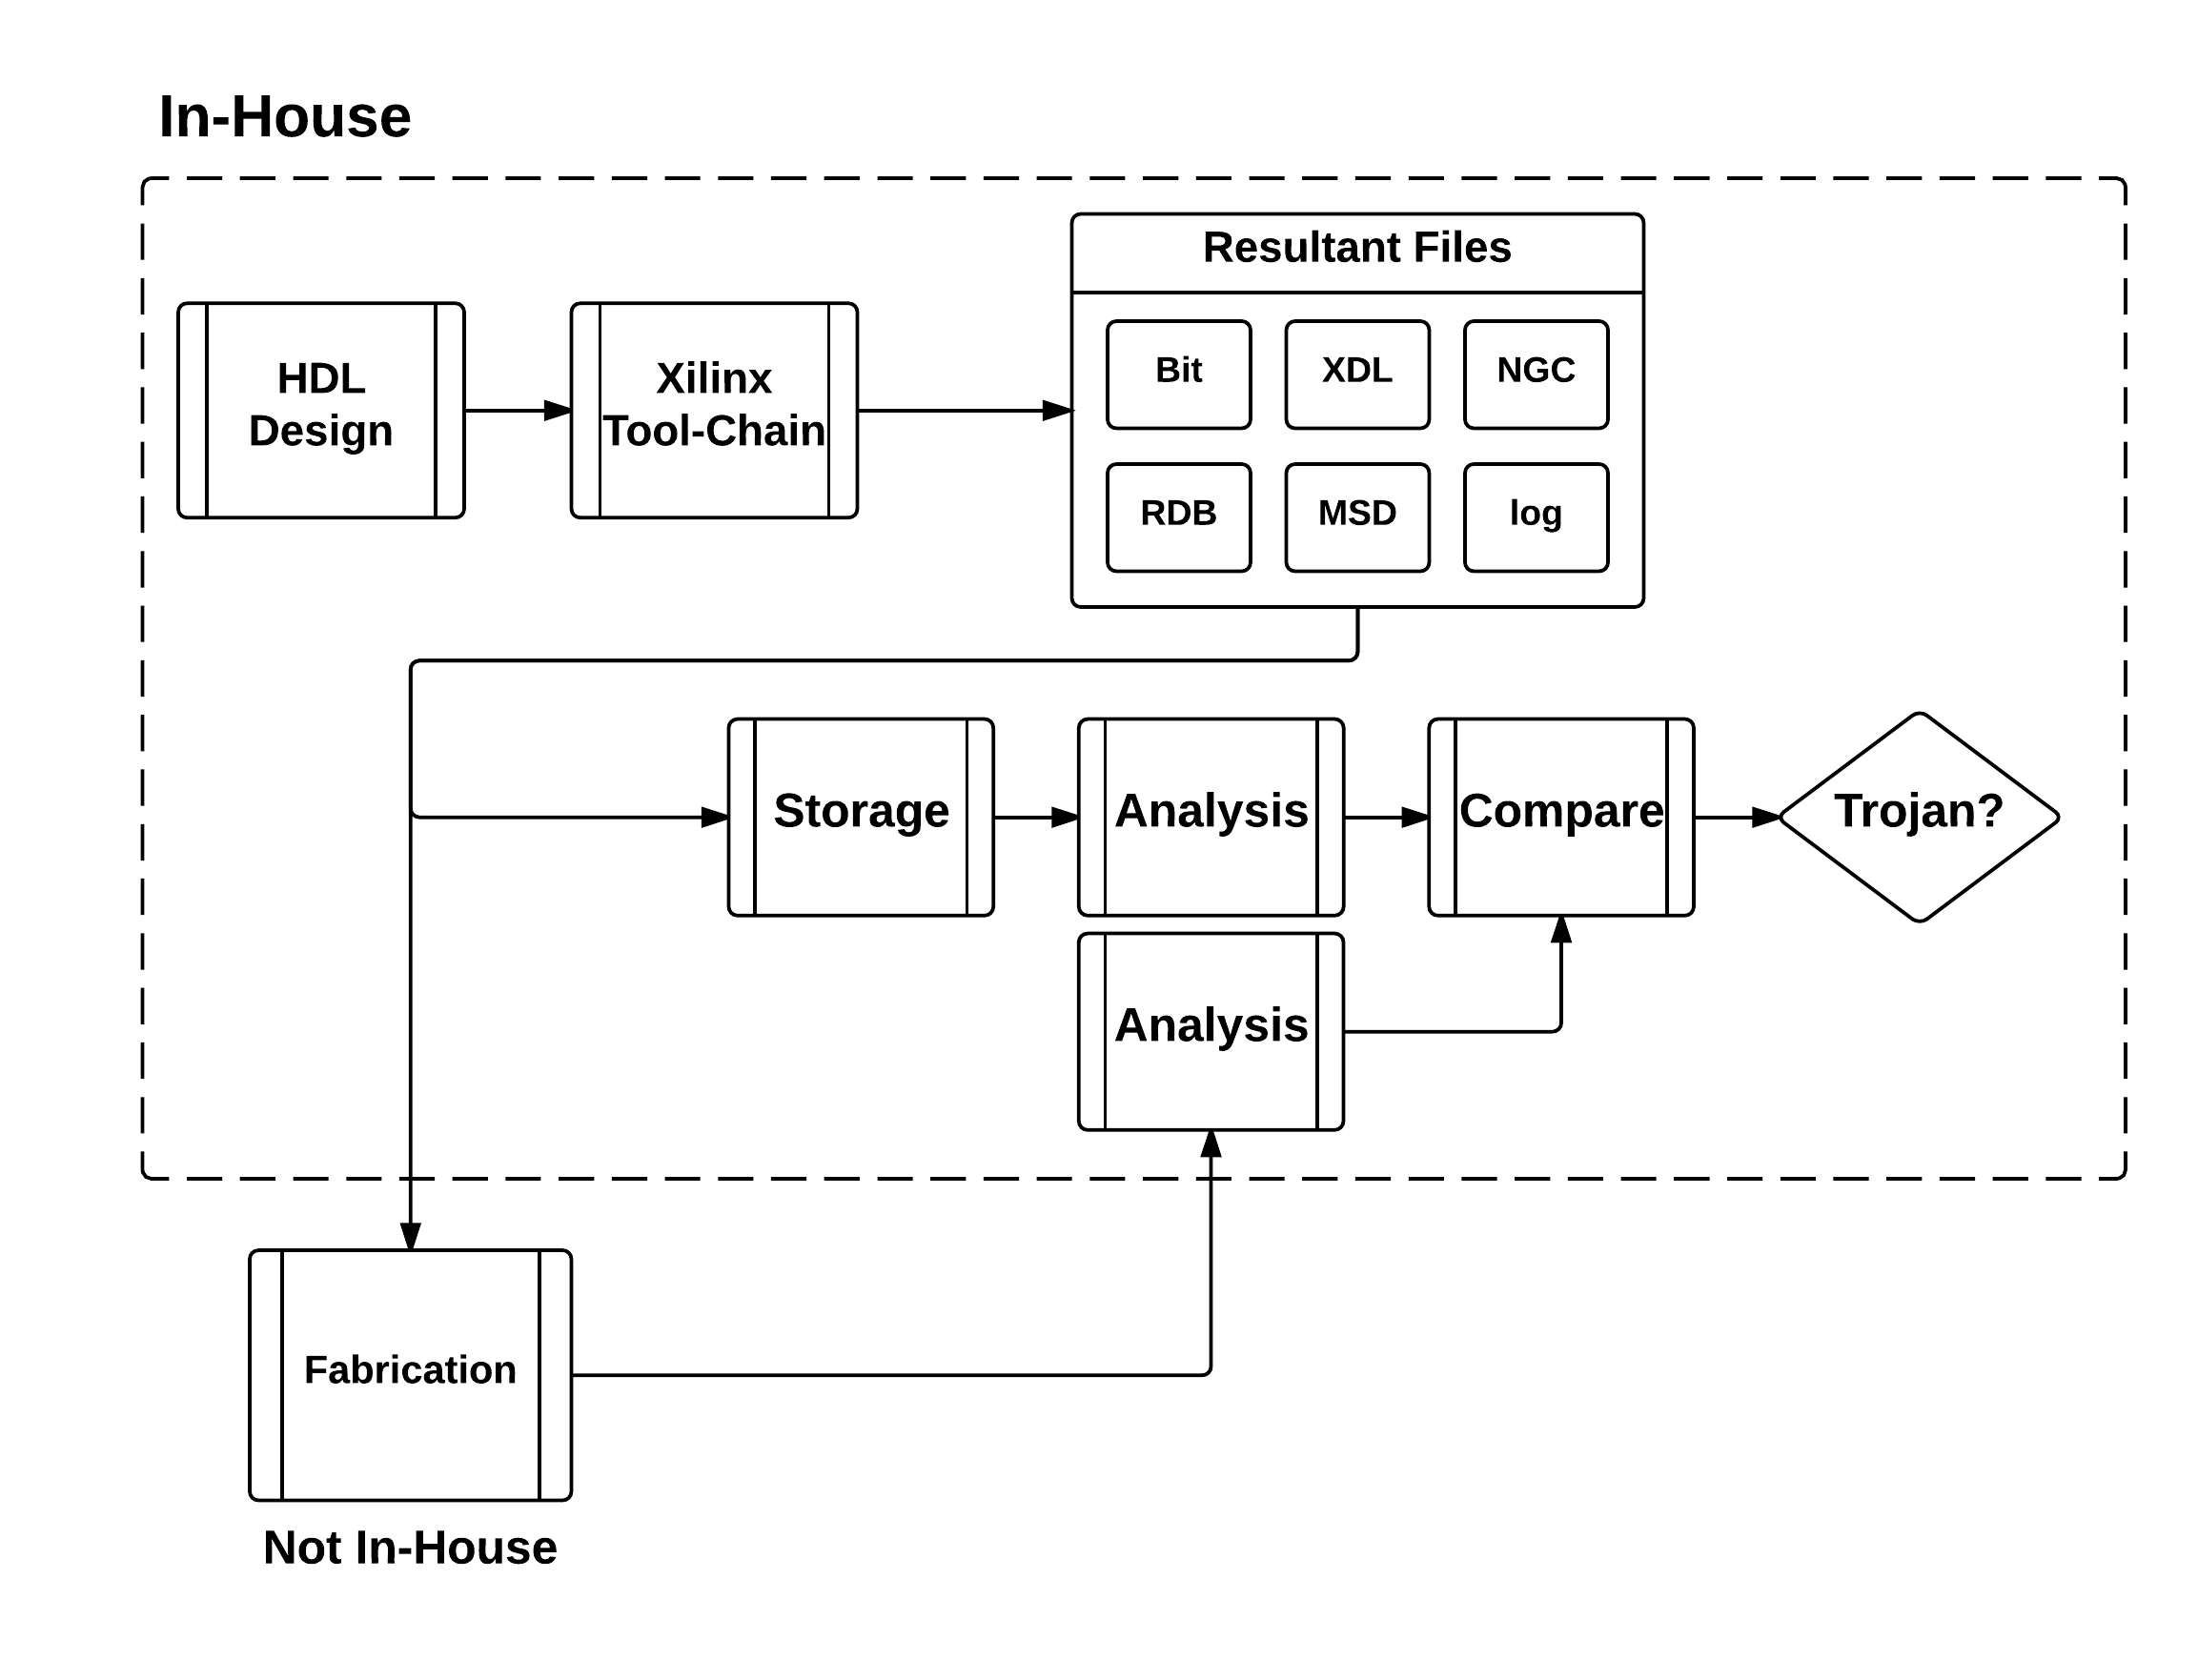 In-House
Resultant Files
HDL
Design
Xilinx
Tool-Chain
Bit
XDL
NGC
RDB
MSD
log
Storage
Analysis
Compare
Trojan?
Analysis
Fabrication
Not In-House